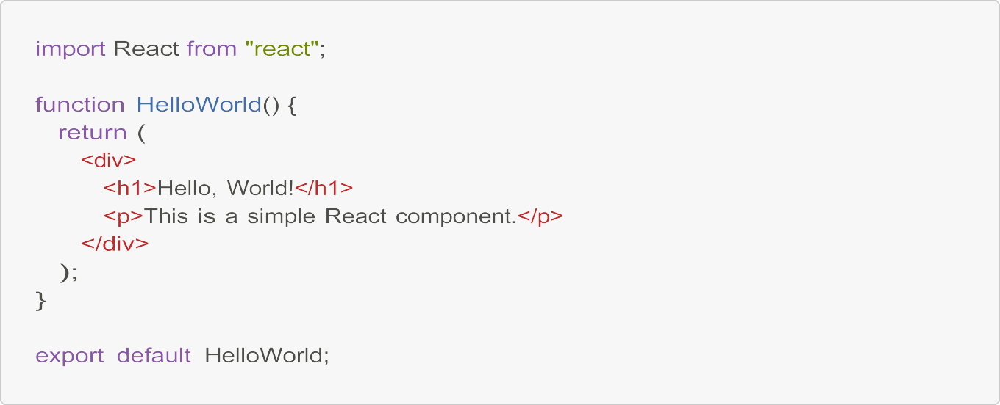 import React from "react";

function HelloWorld() {
  return (
    <div>
      <h1>Hello, World!</h1>
      <p>This is a simple React component.</p>
    </div>
  );
}

export default HelloWorld;